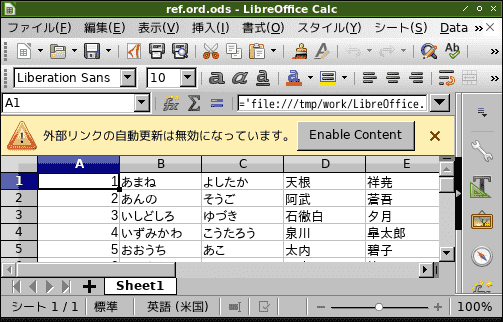 ref.ord.ods - LibreOffice Calc
ファイル(F) 編集(E) 表示(V) 挿入(I) 書式(O) スタイル(Y) シート(S) Data »
Liberation Sans 10 a a a a
A1 fx Σ = ='file:///tmp/work/LibreOffice.
外部リンクの自動更新は無効になっています。 Enable Content
A B C D E
1 1 あまね よしたか 天根 祥尭
2 2 あんの そうご 阿武 蒼吾
3 3 いしどしろ ゆづき 石徹白 夕月
4 4 いずみかわ こうたろう 泉川 皐太郎
5 5 おおうち あこ 太内 碧子
Sheet1
シート 1 / 1 標準 英語 (米国) 100%